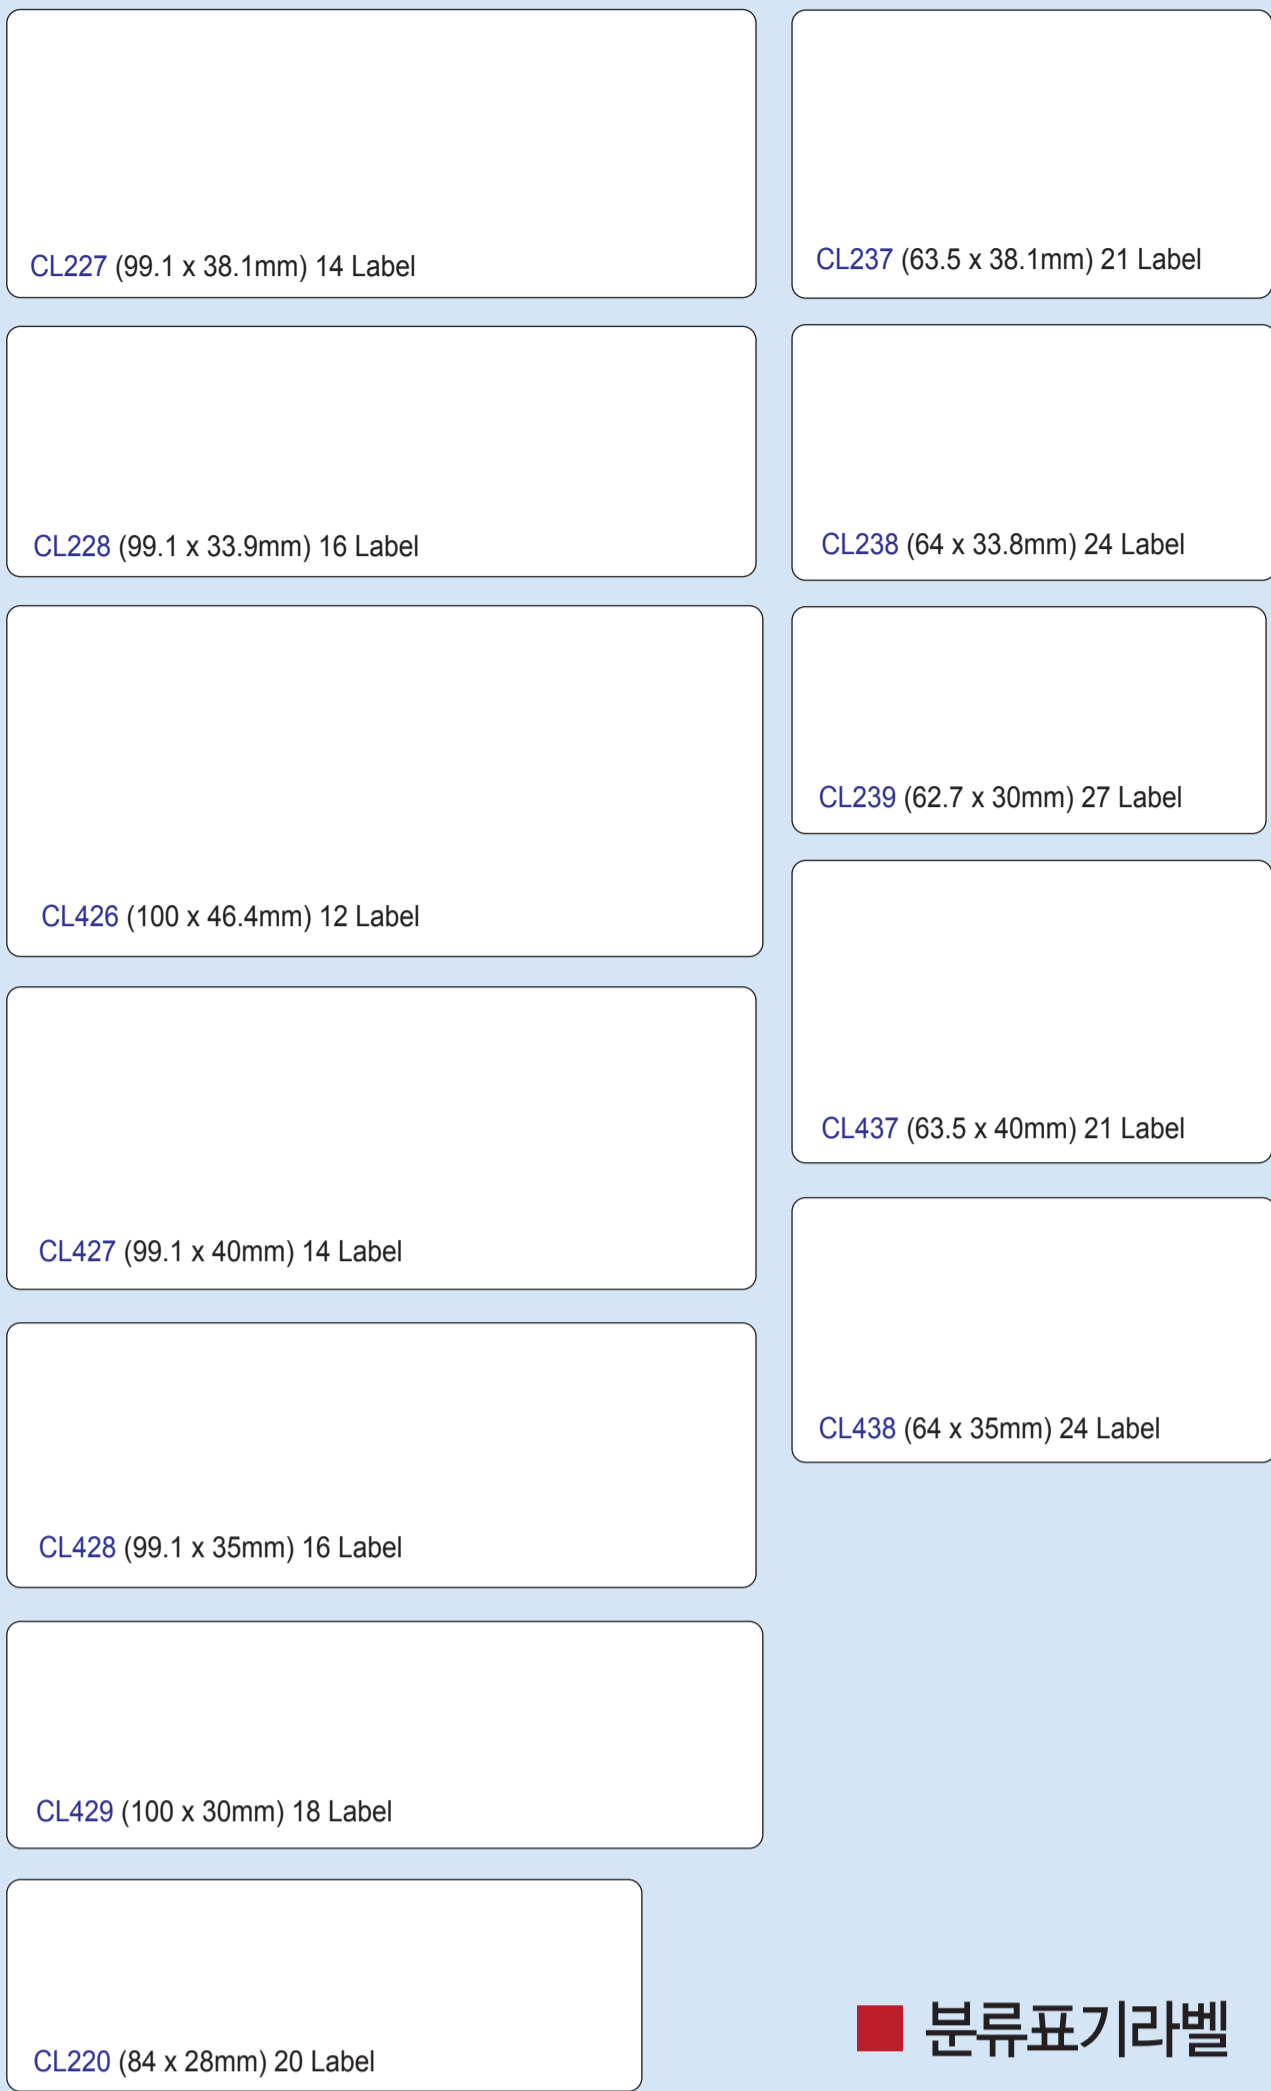 CL227 (99.1 x 38.1mm) 14 Label
CL228 (99.1 x 33.9mm) 16 Label
CL426 (100 x 46.4mm) 12 Label
CL427 (99.1 x 40mm) 14 Label
CL428 (99.1 x 35mm) 16 Label
CL429 (100 x 30mm) 18 Label
CL220 (84 x 28mm) 20 Label
CL237 (63.5 x 38.1mm) 21 Label
CL238 (64 x 33.8mm) 24 Label
CL239 (62.7 x 30mm) 27 Label
CL437 (63.5 x 40mm) 21 Label
CL438 (64 x 35mm) 24 Label
분류표기라벨